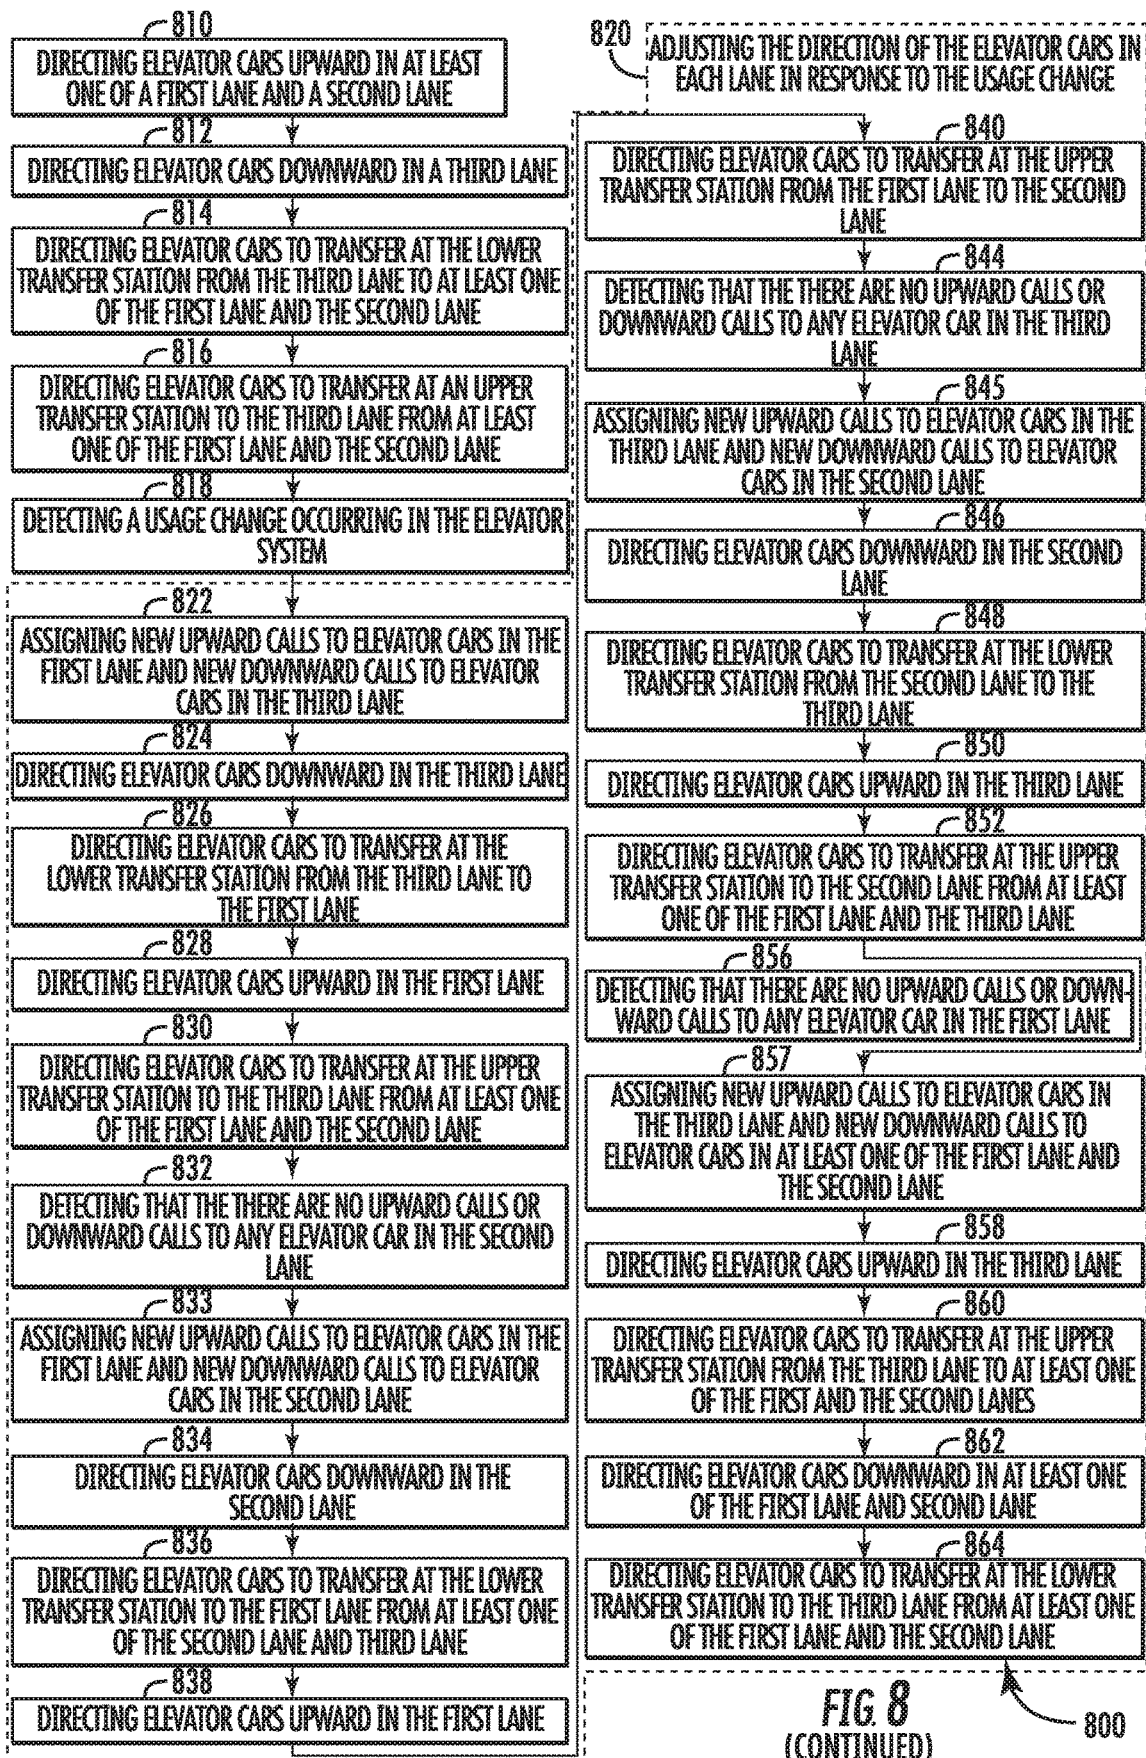 810
DIRECTING ELEVATOR CARS UPWARD IN AT LEAST
ONE OF A FIRST LANE AND A SECOND LANE
812
DIRECTING ELEVATOR CARS DOWNWARD IN A THIRD LANE
814
DIRECTING ELEVATOR CARS TO TRANSFER AT THE LOWER
TRANSFER STATION FROM THE THIRD LANE TO AT LEAST ONE
OF THE FIRST LANE AND THE SECOND LANE
816
DIRECTING ELEVATOR CARS TO TRANSFER AT AN UPPER
TRANSFER STATION TO THE THIRD LANE FROM AT LEAST
ONE OF THE FIRST LANE AND THE SECOND LANE
818
DETECTING A USAGE CHANGE OCCURRING IN THE ELEVATOR
SYSTEM
822
ASSIGNING NEW UPWARD CALLS TO ELEVATOR CARS IN THE
FIRST LANE AND NEW DOWNWARD CALLS TO ELEVATOR
CARS IN THE THIRD LANE
824
DIRECTING ELEVATOR CARS DOWNWARD IN THE THIRD LANE
826
DIRECTING ELEVATOR CARS TO TRANSFER AT THE
LOWER TRANSFER STATION FROM THE THIRD LANE TO
THE FIRST LANE
828
DIRECTING ELEVATOR CARS UPWARD IN THE FIRST LANE
830
DIRECTING ELEVATOR CARS TO TRANSFER AT THE UPPER
TRANSFER STATION TO THE THIRD LANE FROM AT LEAST ONE
OF THE FIRST LANE AND THE SECOND LANE
832
DETECTING THAT THE THERE ARE NO UPWARD CALLS OR
DOWNWARD CALLS TO ANY ELEVATOR CAR IN THE SECOND
LANE
833
ASSIGNING NEW UPWARD CALLS TO ELEVATOR CARS IN THE
FIRST LANE AND NEW DOWNWARD CALLS TO ELEVATOR
CARS IN THE SECOND LANE
834
DIRECTING ELEVATOR CARS DOWNWARD IN THE
SECOND LANE
836
DIRECTING ELEVATOR CARS TO TRANSFER AT THE LOWER
TRANSFER STATION TO THE FIRST LANE FROM AT LEAST ONE
OF THE SECOND LANE AND THIRD LANE
838
DIRECTING ELEVATOR CARS UPWARD IN THE FIRST LANE
820
ADJUSTING THE DIRECTION OF THE ELEVATOR CARS IN
EACH LANE IN RESPONSE TO THE USAGE CHANGE
840
DIRECTING ELEVATOR CARS TO TRANSFER AT THE UPPER
TRANSFER STATION FROM THE FIRST LANE TO THE SECOND
LANE
844
DETECTING THAT THE THERE ARE NO UPWARD CALLS OR
DOWNWARD CALLS TO ANY ELEVATOR CAR IN THE THIRD
LANE
845
ASSIGNING NEW UPWARD CALLS TO ELEVATOR CARS IN THE
THIRD LANE AND NEW DOWNWARD CALLS TO ELEVATOR
CARS IN THE SECOND LANE
846
DIRECTING ELEVATOR CARS DOWNWARD IN THE SECOND
LANE
848
DIRECTING ELEVATOR CARS TO TRANSFER AT THE LOWER
TRANSFER STATION FROM THE SECOND LANE TO THE
THIRD LANE
850
DIRECTING ELEVATOR CARS UPWARD IN THE THIRD LANE
852
DIRECTING ELEVATOR CARS TO TRANSFER AT THE UPPER
TRANSFER STATION TO THE SECOND LANE FROM AT LEAST
ONE OF THE FIRST LANE AND THE THIRD LANE
856
DETECTING THAT THERE ARE NO UPWARD CALLS OR DOWN-
WARD CALLS TO ANY ELEVATOR CAR IN THE FIRST LANE
857
ASSIGNING NEW UPWARD CALLS TO ELEVATOR CARS IN
THE THIRD LANE AND NEW DOWNWARD CALLS TO
ELEVATOR CARS IN AT LEAST ONE OF THE FIRST LANE AND
THE SECOND LANE
858
DIRECTING ELEVATOR CARS UPWARD IN THE THIRD LANE
860
DIRECTING ELEVATOR CARS TO TRANSFER AT THE UPPER
TRANSFER STATION FROM THE THIRD LANE TO AT LEAST ONE
OF THE FIRST AND THE SECOND LANES
862
DIRECTING ELEVATOR CARS DOWNWARD IN AT LEAST ONE
OF THE FIRST LANE AND SECOND LANE
864
DIRECTING ELEVATOR CARS TO TRANSFER AT THE LOWER
TRANSFER STATION TO THE THIRD LANE FROM AT LEAST ONE
OF THE FIRST LANE AND THE SECOND LANE
FIG. 8
(CONTINUED)
800